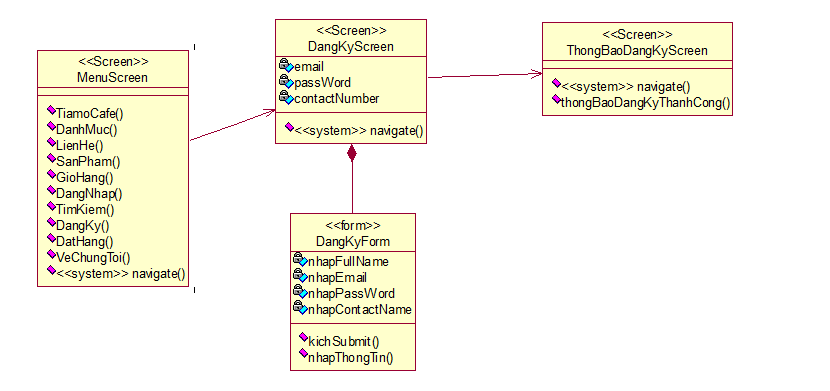 <<Screen>>
MenuScreen
TiamoCafe()
DanhMuc()
LienHe()
SanPham()
GioHang()
DangNhap()
TimKiem()
DangKy()
DatHang()
VeChungToi()
<<system>> navigate()
<<Screen>>
DangKyScreen
email
passWord
contactNumber
<<system>> navigate()
<<form>>
DangKyForm
nhapFullName
nhapEmail
nhapPassWord
nhapContactName
kichSubmit()
nhapThongTin()
<<Screen>>
ThongBaoDangKyScreen
<<system>> navigate()
thongBaoDangKyThanhCong()